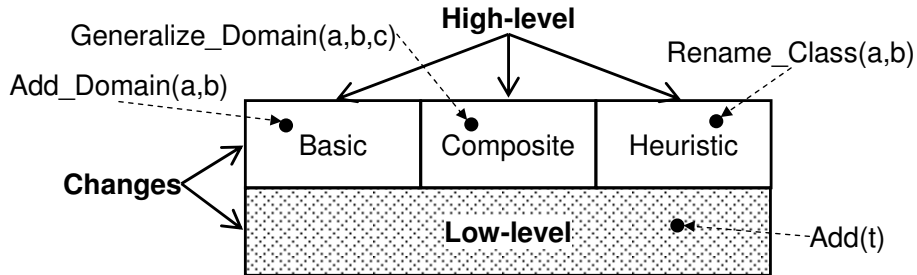 High-level
Generalize_Domain(a,b,c)
Rename_Class(a,b)
Add_Domain(a,b)
Basic
Composite
Heuristic
Changes
Low-level
Add(t)